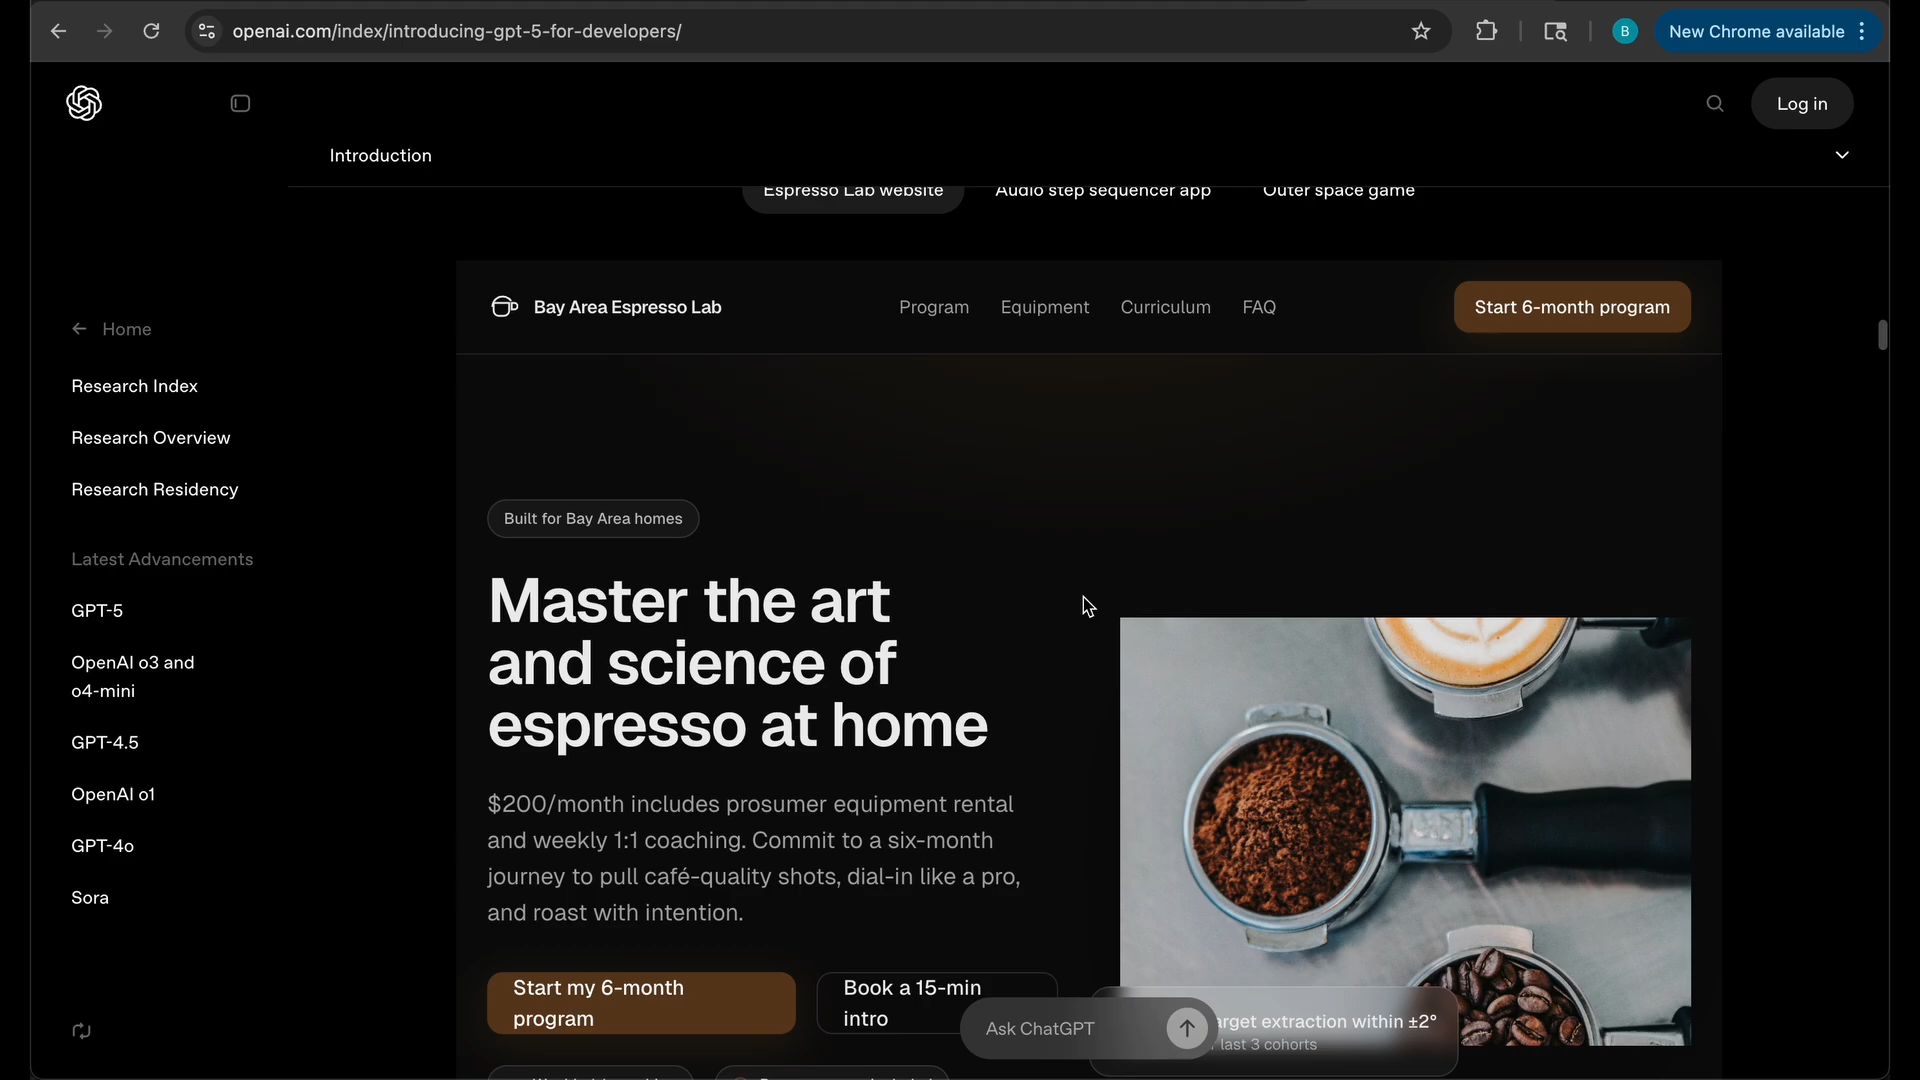 openai.com/index/introducing-gpt-5-for-developers/
B
New Chrome available
Log in
Introduction
Espresso Lab website
Audio step sequencer app
Outer space game
Home
Research Index
Research Overview
Research Residency
Latest Advancements
GPT-5
OpenAI o3 and
o4-mini
GPT-4.5
OpenAI o1
GPT-4o
Sora
Bay Area Espresso Lab
Program
Equipment
Curriculum
FAQ
Start 6-month program
Built for Bay Area homes
Master the art
and science of
espresso at home
$200/month includes prosumer equipment rental
and weekly 1:1 coaching. Commit to a six-month
journey to pull café-quality shots, dial-in like a pro,
and roast with intention.
Start my 6-month
program
Book a 15-min
intro
Ask ChatGPT
extraction within ±2°
last 3 cohorts